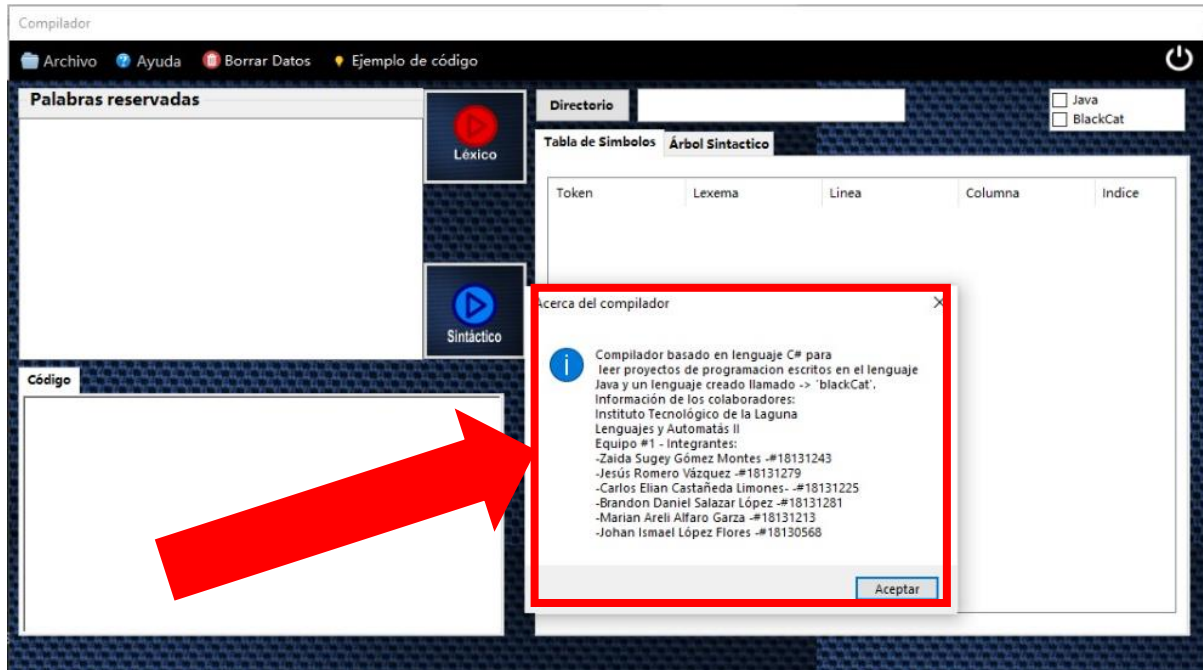 Compilador
Archivo Ayuda Borrar Datos Ejemplo de código
Palabras reservadas
Léxico
Sintáctico
Código
Directorio
Java
BlackCat
Tabla de Simbolos Árbol Sintactico
Token Lexema Linea Columna Indice
Acerca del compilador
Compilador basado en lenguaje C# para
leer proyectos de programacion escritos en el lenguaje
Java y un lenguaje creado llamado -> 'blackCat'.
Información de los colaboradores:
Instituto Tecnológico de la Laguna
Lenguajes y Automatás II
Equipo #1 - Integrantes:
-Zaida Sugey Gómez Montes -#18131243
-Jesús Romero Vázquez -#18131279
-Carlos Elian Castañeda Limones- -#18131225
-Brandon Daniel Salazar López -#18131281
-Marian Areli Alfaro Garza -#18131213
-Johan Ismael López Flores -#18130568
Aceptar